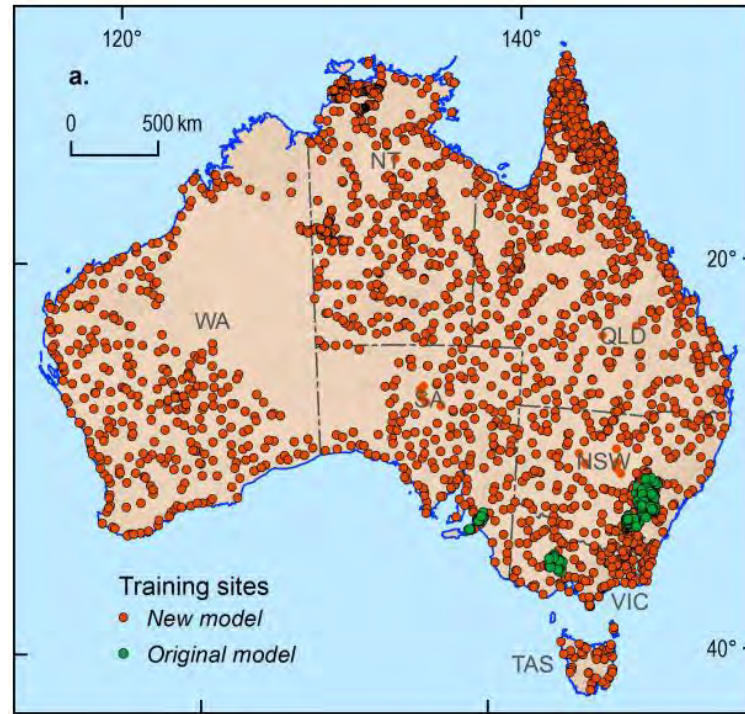 120°
140°
a.
0
500 km
NT
20°
WA
QLD
SA
NSW
Training sites
New model
VIC
Original model
TAS
40°